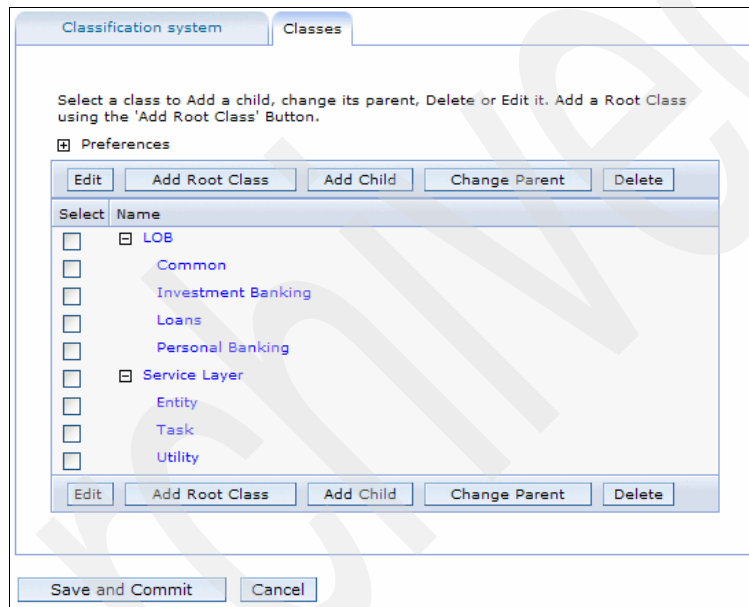 Classification system Classes
Select a class to Add a child, change its parent, Delete or Edit it. Add a Root Class
using the 'Add Root Class' Button.
Preferences
Edit Add Root Class Add Child Change Parent Delete
Select Name
LOB
Common
Investment Banking
Loans
Personal Banking
Service Layer
Entity
Task
Utility
Edit Add Root Class Add Child Change Parent Delete
Save and Commit Cancel